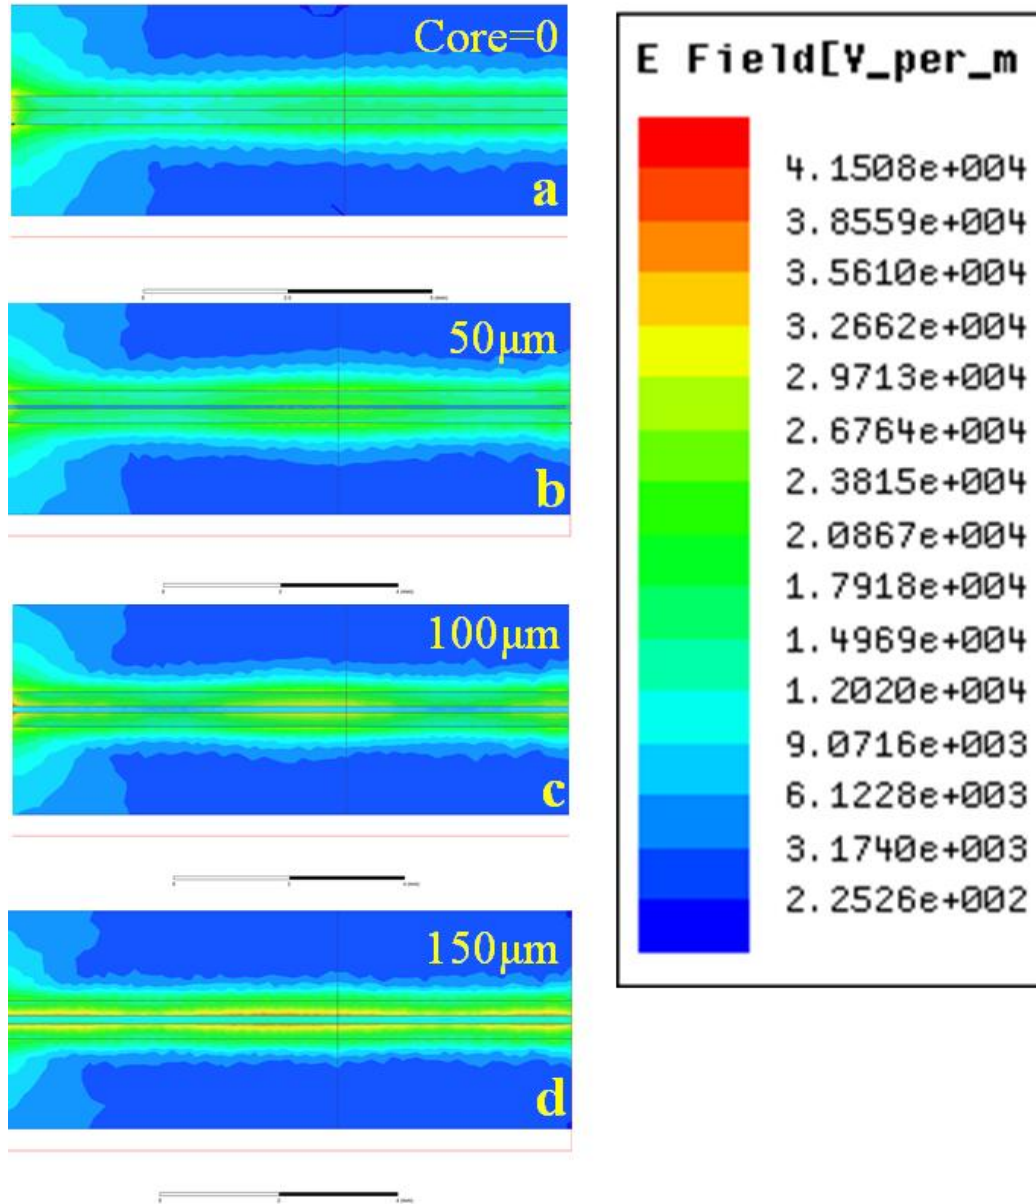 Core=0
a
50μm
b
100μm
c
150μm
d
E Field[V_per_m
4.1508e+004
3.8559e+004
3.5610e+004
3.2662e+004
2.9713e+004
2.6764e+004
2.3815e+004
2.0867e+004
1.7918e+004
1.4969e+004
1.2020e+004
9.0716e+003
6.1228e+003
3.1740e+003
2.2526e+002